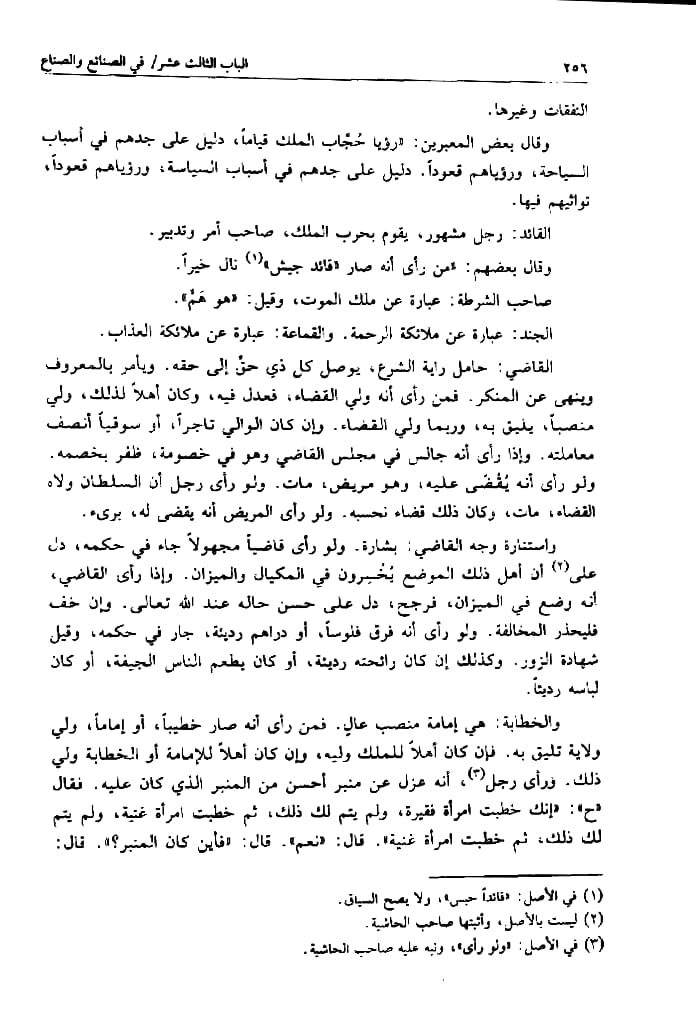 ٢٥٦ الباب الثالث عشر/ في الصنائع والصناع
النفقات وغيرها.
وقال بعض المعبرين: «رؤيا حُجَّاب الملك قياماً، دليل على جدهم في أسباب
السياحة، ورؤياهم قعوداً. دليل على جدهم في أسباب السياسة، ورؤياهم قعوداً،
توانيهم فيها.
القائد: رجل مشهور، يقوم بحرب الملك، صاحب أمر وتدبير.
وقال بعضهم: «من رأى أنه صار «قائد جيش»(١) نال خيراً.
صاحب الشرطة: عبارة عن ملك الموت، وقيل: «هو هَمٌ».
الجند: عبارة عن ملائكة الرحمة. والقماعة: عبارة عن ملائكة العذاب.
القاضي: حامل راية الشرع، يوصل كل ذي حقٍ إلى حقه. ويأمر بالمعروف
وينهى عن المنكر. فمن رأى أنه ولي القضاء، فعدل فيه، وكان أهلاً لذلك، ولي
منصباً، يليق به، وربما ولي القضاء. وإن كان الوالي تاجراً، أو سوقياً أنصف
معاملته. وإذا رأى أنه جالس في مجلس القاضي وهو في خصومة، ظفر بخصمه.
ولو رأى أنه يُقْضَى عليه، وهو مريض، مات. ولو رأى رجل أن السلطان ولاه
القضاء، مات، وكان ذلك قضاء نحسبه. ولو رأى المريض أنه يقضى له، برىء.
واستنارة وجه القاضي: بشارة. ولو رأى قاضياً مجهولاً جاء في حكمه، دل
على(٢) أن أهل ذلك الموضع يُخْسِرون في المكيال والميزان. وإذا رأى القاضي،
أنه وضع في الميزان، فرجح، دل على حسن حاله عند الله تعالى. وإن خف
فليحذر المخالفة. ولو رأى أنه فرق فلوساً، أو دراهم رديئة، جار في حكمه، وقيل
شهادة الزور. وكذلك إن كان رائحته رديئة، أو كان يطعم الناس الجيفة، أو كان
لباسه رديئاً.
والخطابة: هي إمامة منصب عالٍ. فمن رأى أنه صار خطيباً، أو إماماً، ولي
ولاية تليق به. فإن كان أهلاً للملك وليه، وإن كان أهلاً للإمامة أو الخطابة ولي
ذلك. ورأى رجل(٣)، أنه عزل عن منبر أحسن من المنبر الذي كان عليه. فقال
«ح»: «إنك خطبت امرأة فقيرة، ولم يتم لك ذلك، ثم خطبت امرأة غنية، ولم يتم
لك ذلك، ثم خطبت امرأة غنية». قال: «نعم». قال: «فأين كان المنبر؟». قال:
(١) في الأصل: «قائداً حبس»، ولا يصح السياق.
(٢) ليست بالأصل، وأثبتها صاحب الحاشية.
(٣) في الأصل: «ولو رأى»، ونبه عليه صاحب الحاشية.